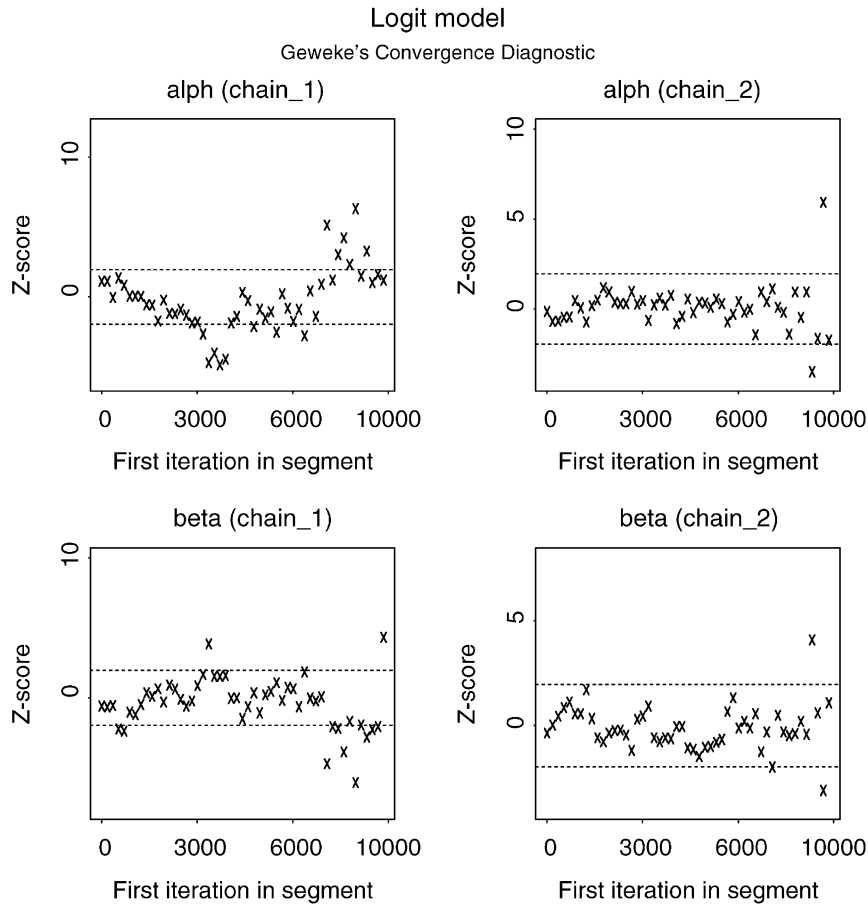 Logit model
Geweke's Convergence Diagnostic
alph (chain_1)
10
0
Z-score
0 3000 6000 10000
First iteration in segment
alph (chain_2)
10
5
0
Z-score
0 3000 6000 10000
First iteration in segment
beta (chain_1)
10
0
Z-score
0 3000 6000 10000
First iteration in segment
beta (chain_2)
5
0
Z-score
0 3000 6000 10000
First iteration in segment